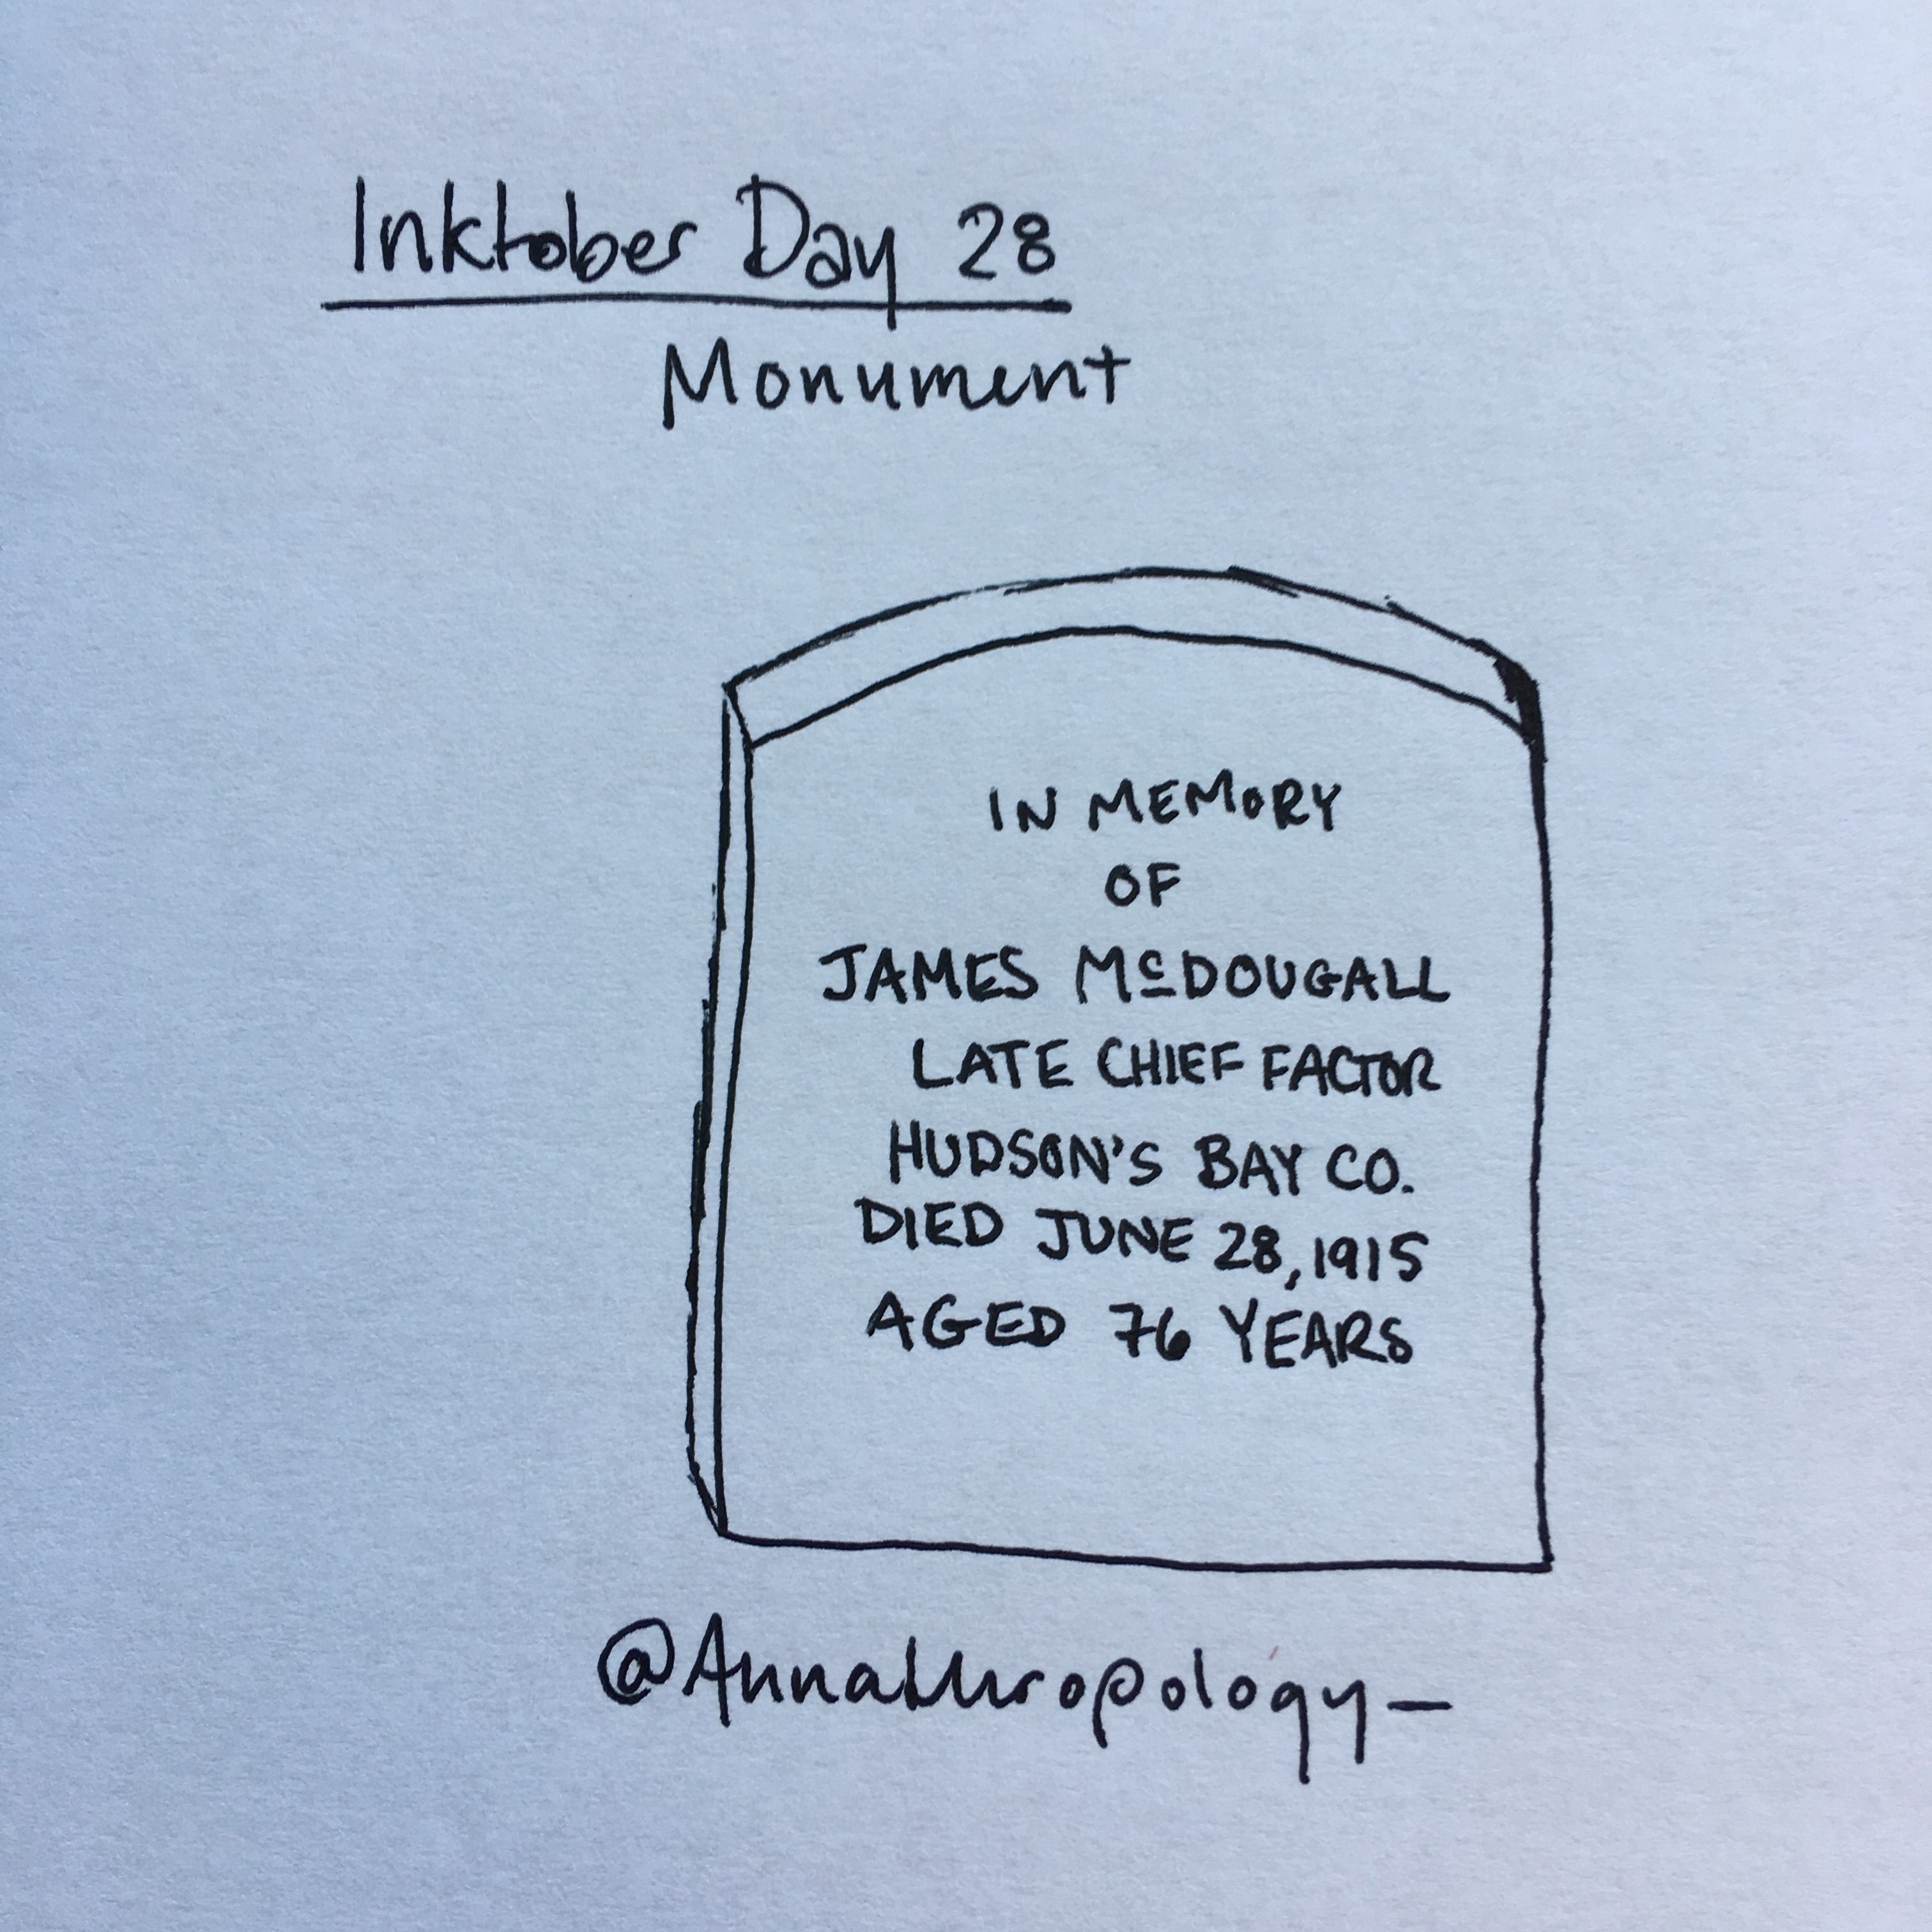 Inktober Day 28
Monument
IN MEMORY
OF
JAMES McDOUGALL
LATE CHIEF FACTOR
HUDSON'S BAY CO.
DIED JUNE 28, 1915
AGED 76 YEARS
@Annathropology_